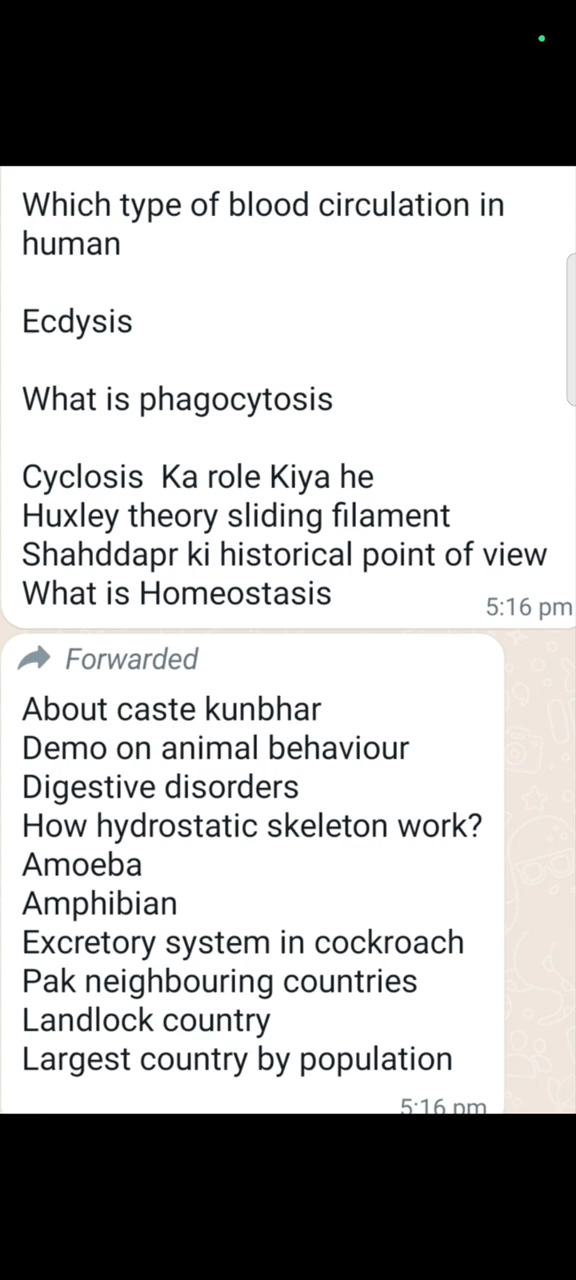 Which type of blood circulation in
human
Ecdysis
What is phagocytosis
Cyclosis  Ka role Kiya he
Huxley theory sliding filament
Shahddapr ki historical point of view
What is Homeostasis
5:16 pm
Forwarded
About caste kunbhar
Demo on animal behaviour
Digestive disorders
How hydrostatic skeleton work?
Amoeba
Amphibian
Excretory system in cockroach
Pak neighbouring countries
Landlock country
Largest country by population
5:16 pm